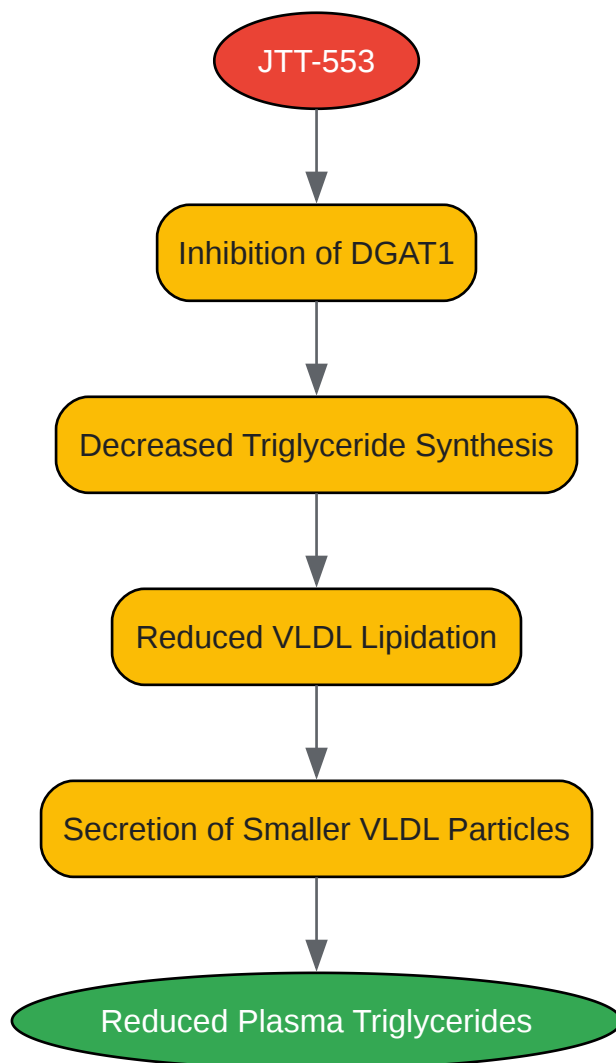 JTT-553
Inhibition of DGAT1
Decreased Triglyceride Synthesis
Reduced VLDL Lipidation
Secretion of Smaller VLDL Particles
Reduced Plasma Triglycerides